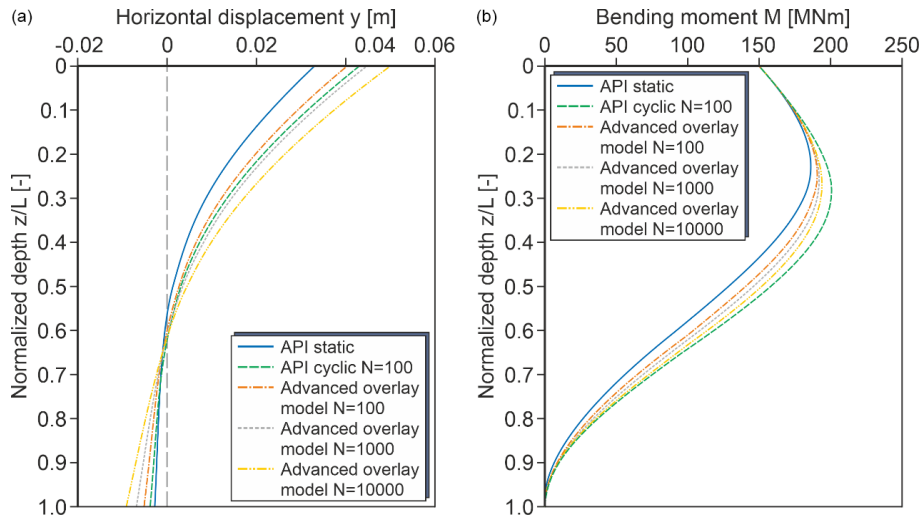 (a)
Horizontal displacement y [m]
-0.02 0 0.02 0.04 0.06
Normalized depth z/L [-]
0
0.1
0.2
0.3
0.4
0.5
0.6
0.7
0.8
0.9
1.0
API static
API cyclic N=100
Advanced overlay
model N=100
Advanced overlay
model N=1000
Advanced overlay
model N=10000
(b)
Bending moment M [MNm]
0 50 100 150 200 250
Normalized depth z/L [-]
0
0.1
0.2
0.3
0.4
0.5
0.6
0.7
0.8
0.9
1.0
API static
API cyclic N=100
Advanced overlay
model N=100
Advanced overlay
model N=1000
Advanced overlay
model N=10000